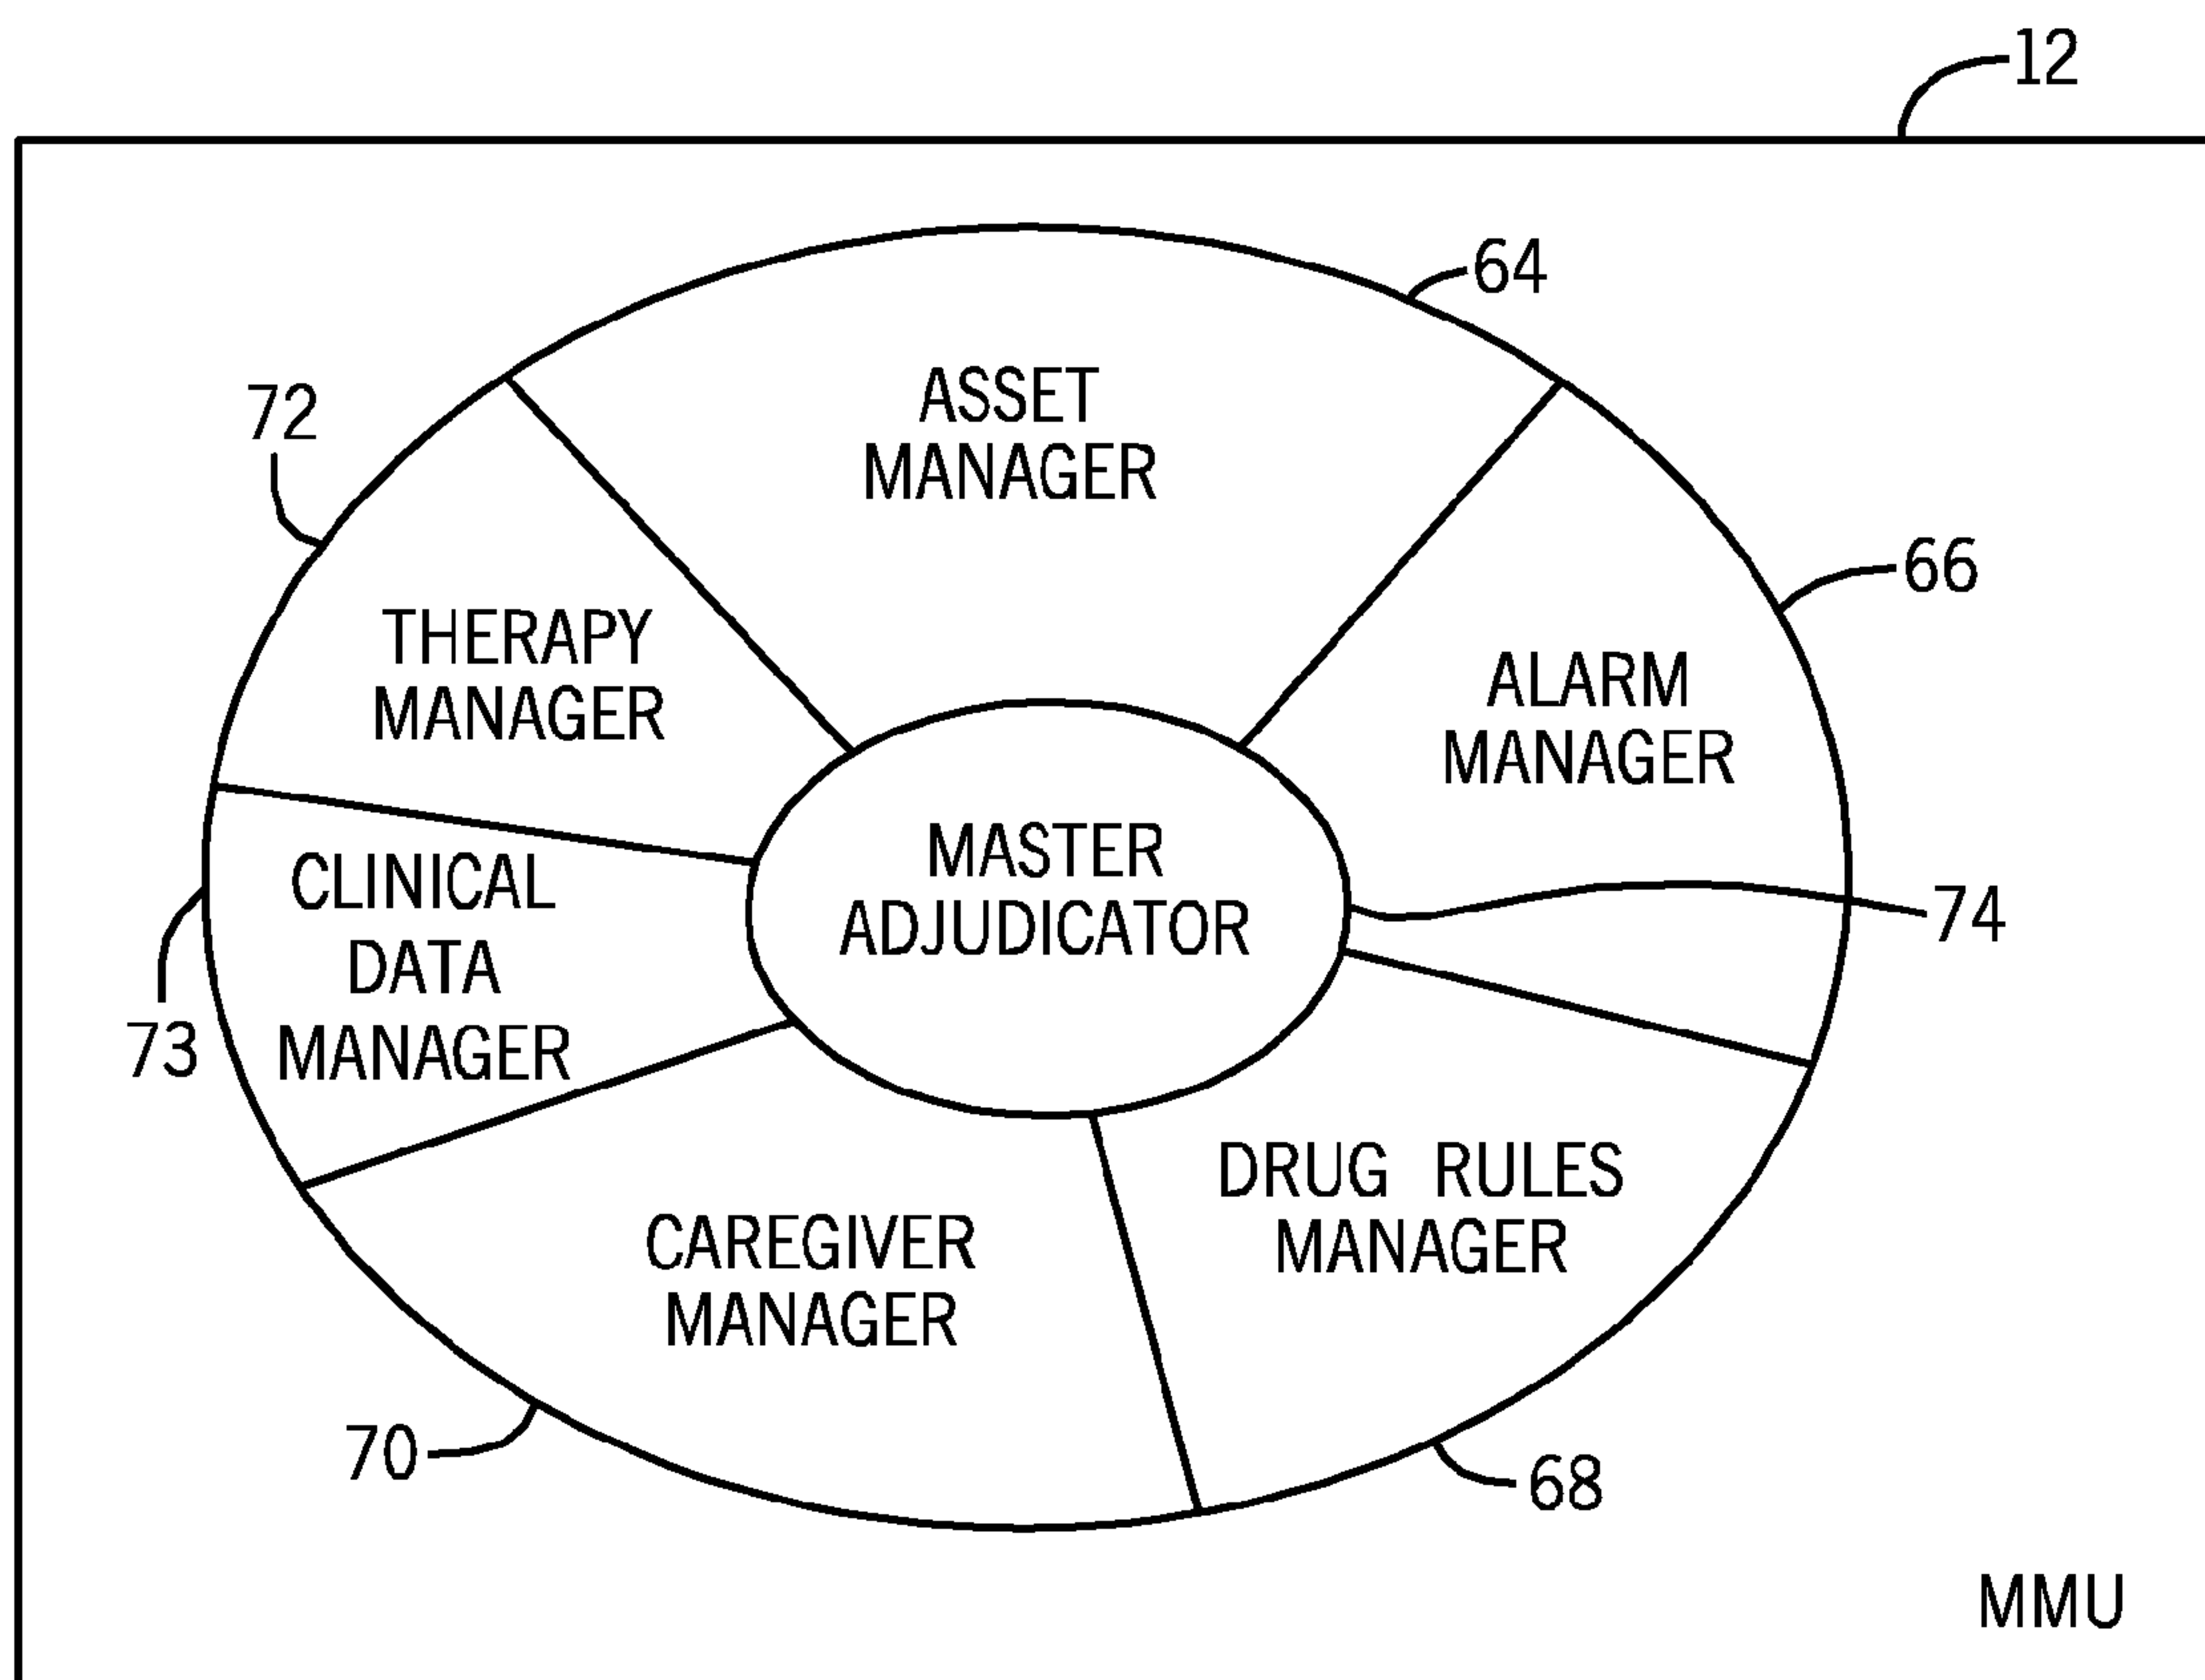 12
64
ASSET
MANAGER
72
66
THERAPY
MANAGER
ALARM
MANAGER
MASTER
ADJUDICATOR
74
CLINICAL
DATA
MANAGER
73
DRUG RULES
MANAGER
CAREGIVER
MANAGER
70
68
MMU